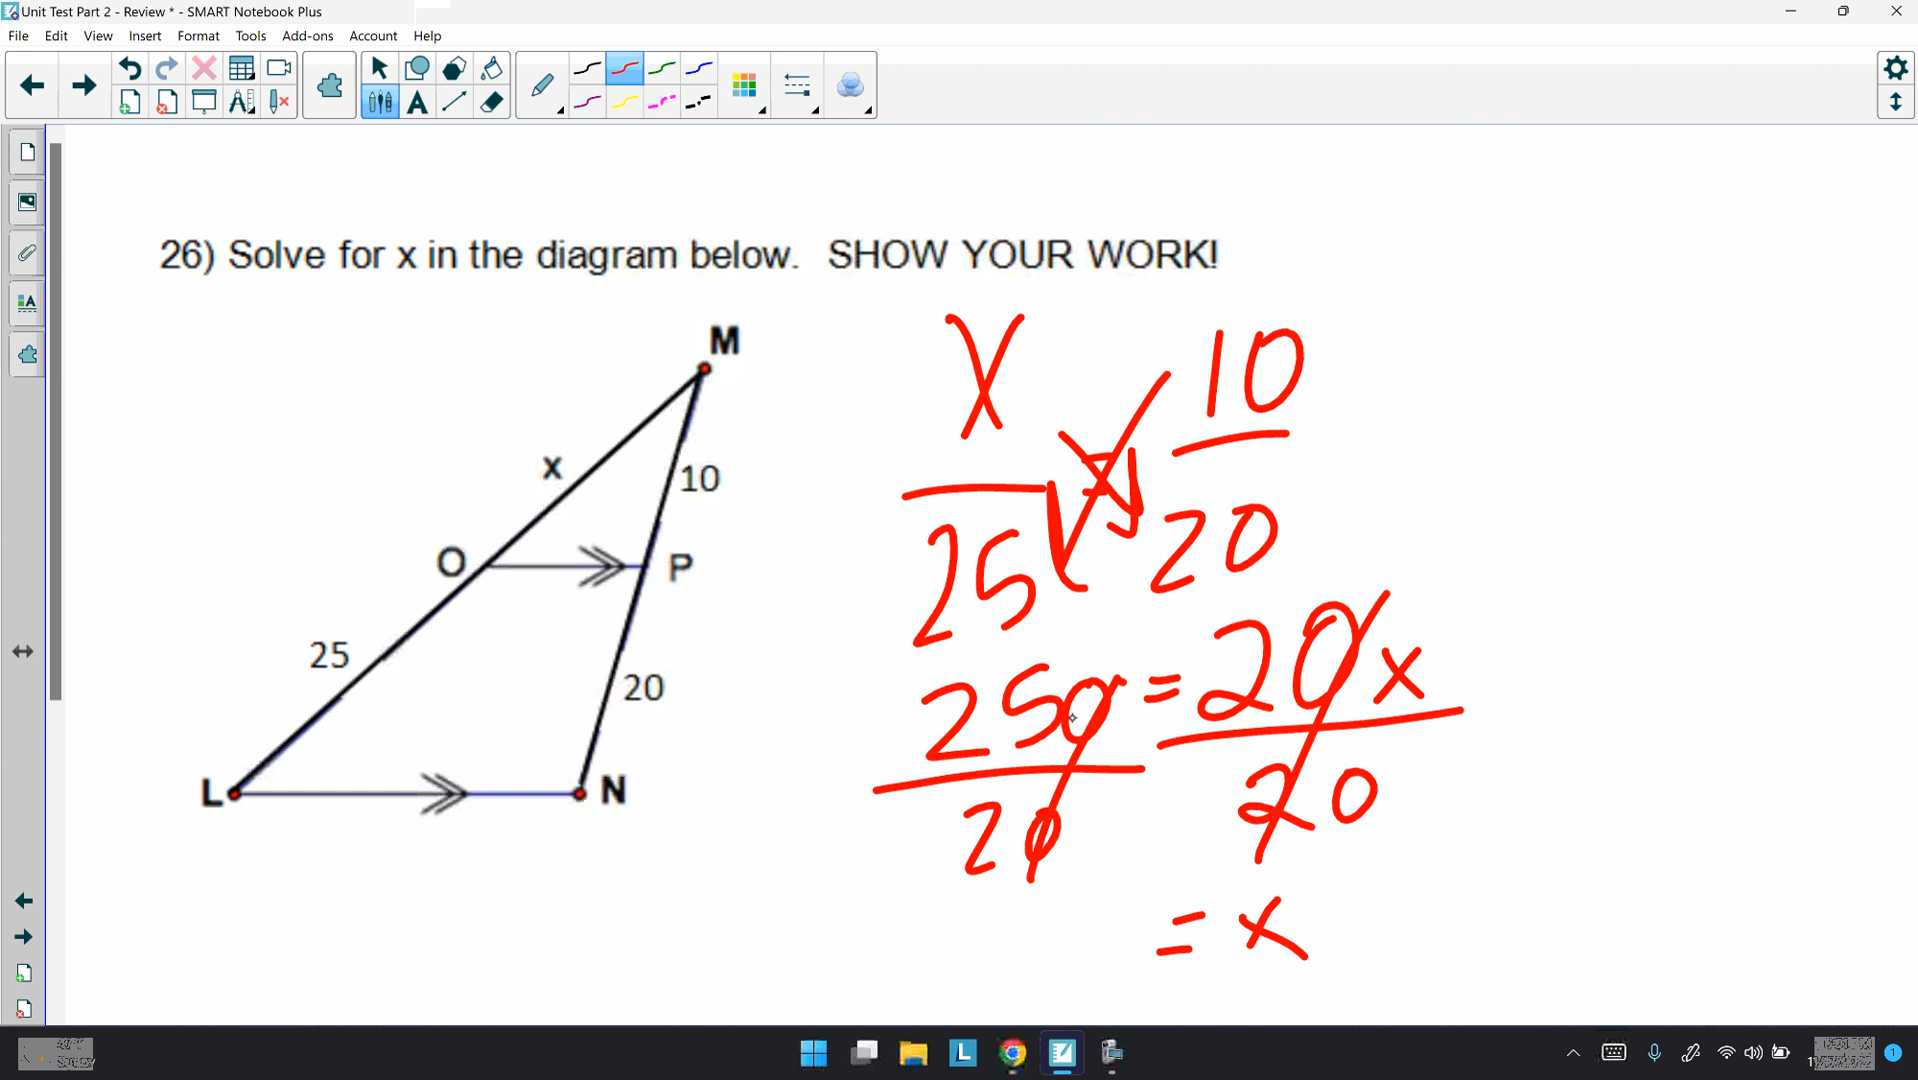 Unit Test Part 2 - Review * - SMART Notebook Plus
File Edit View Insert Format Tools Add-ons Account Help
26) Solve for x in the diagram below. SHOW YOUR WORK!
M
x
10
O
P
25
20
L
N
x 10
=
25 20
250 = 20x
20 20
= x
1